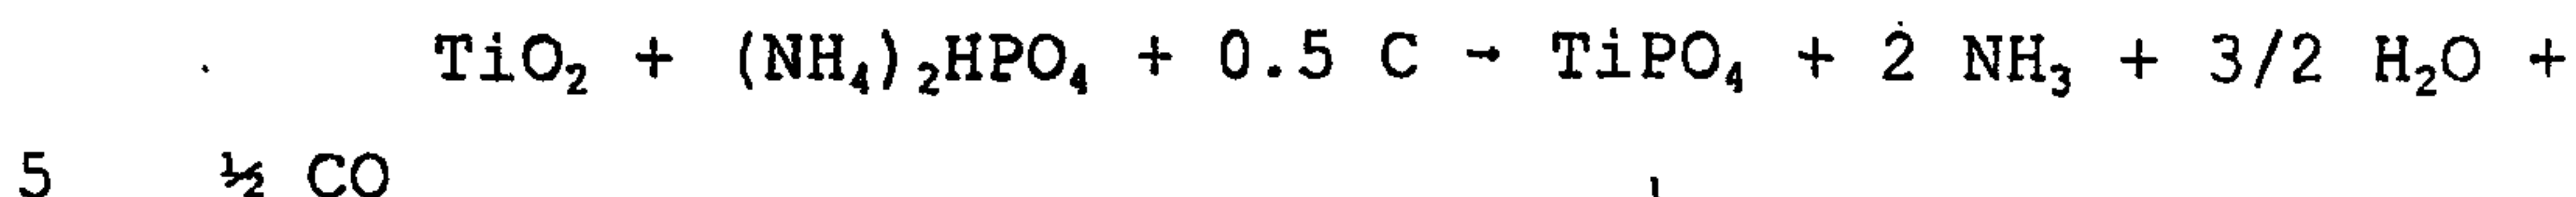 TiO₂ + (NH₄)₂HPO₄ + 0.5 C - TiPO₄ + 2 NH₃ + 3/2 H₂O +
5 ½ CO